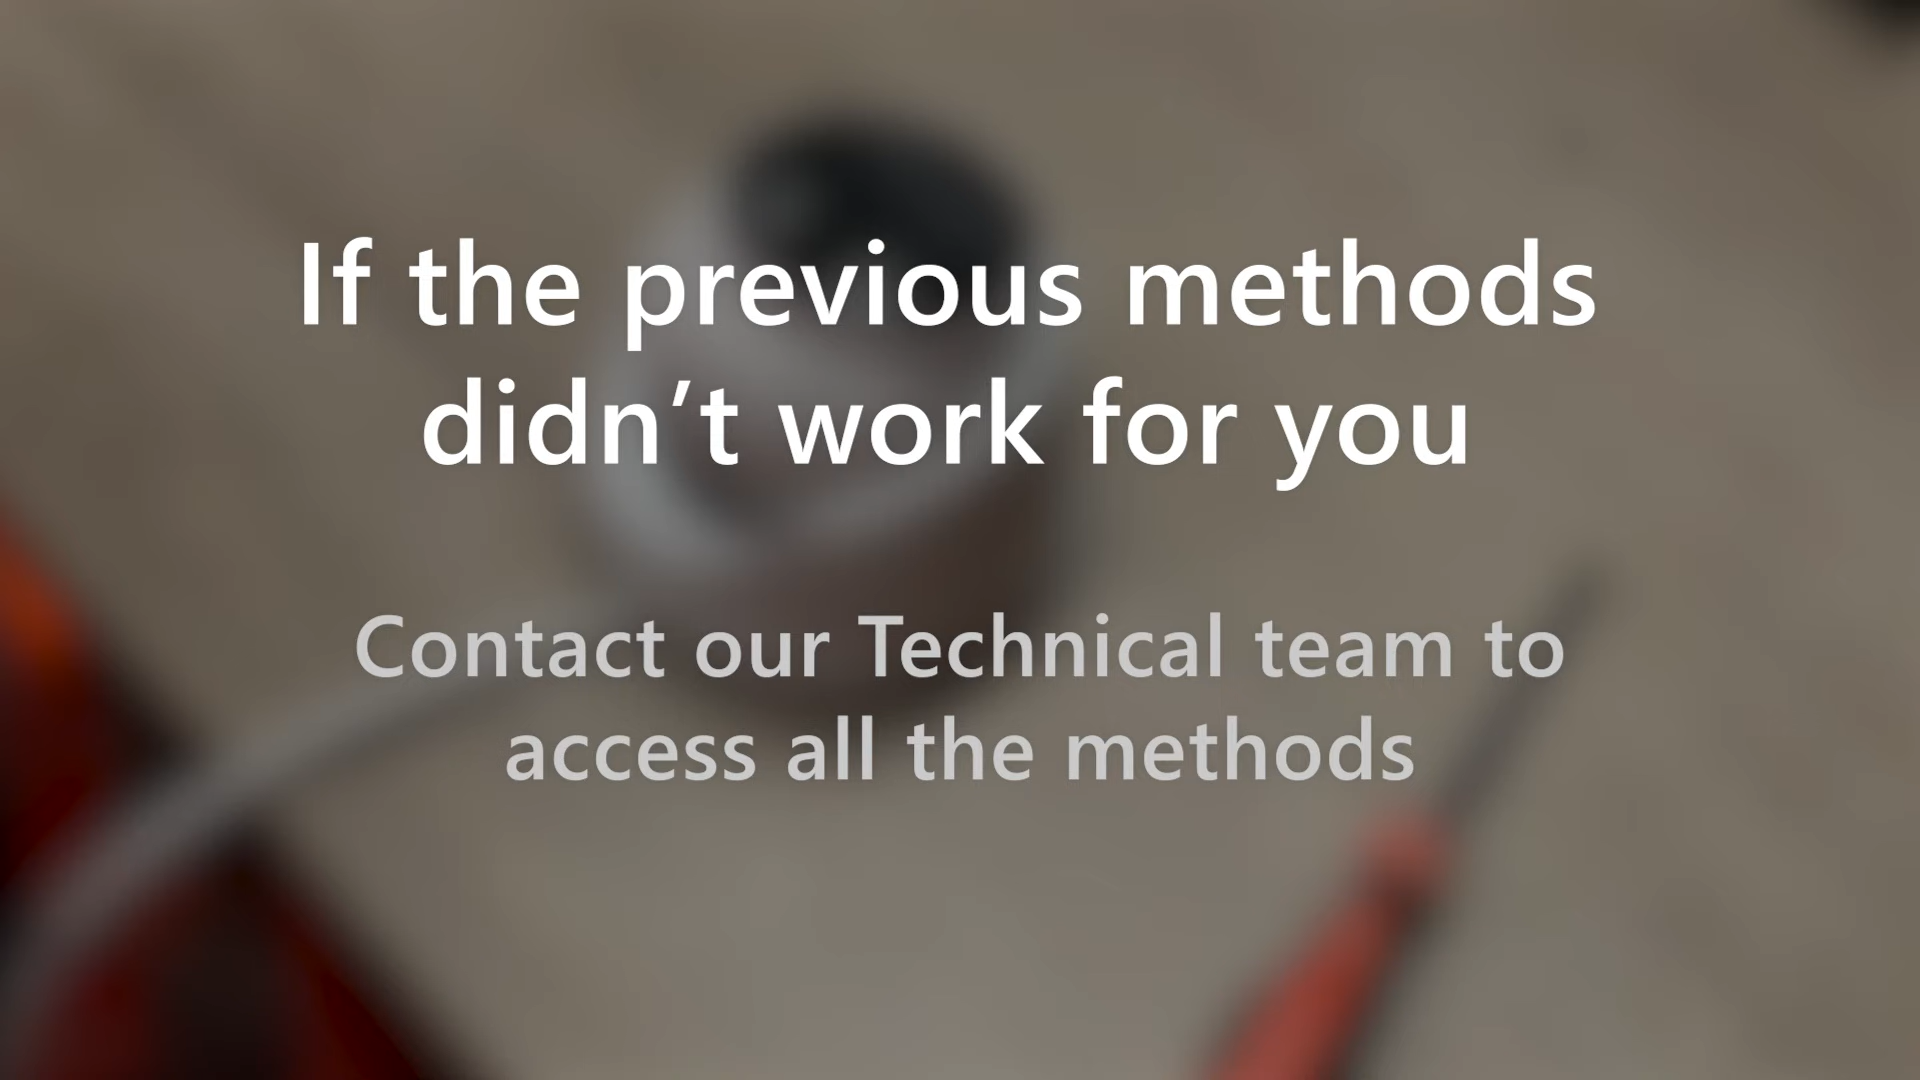 If the previous methods
didn’t work for you
Contact our Technical team to
access all the methods